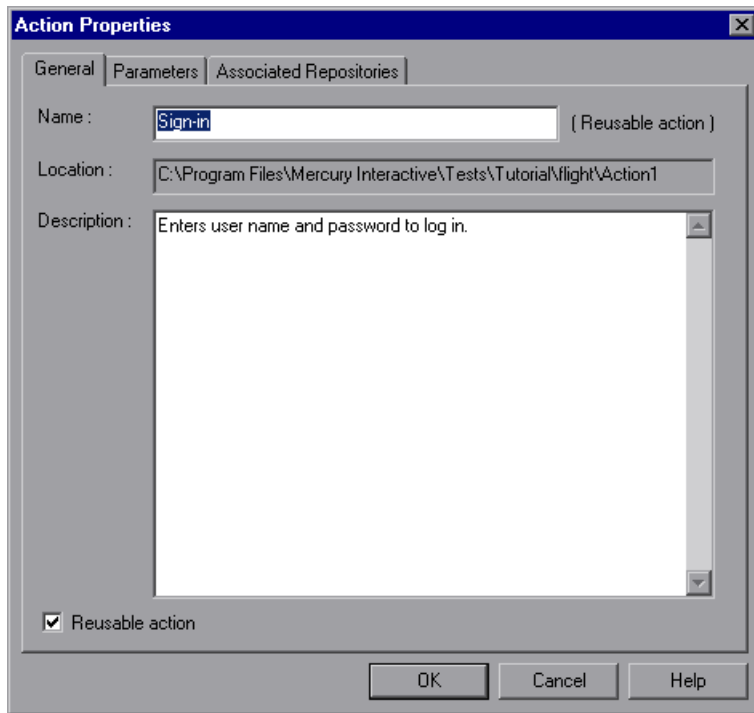 Action Properties
General Parameters Associated Repositories
Name : Sign-in ( Reusable action )
Location : C:\Program Files\Mercury Interactive\Tests\Tutorial\flight\Action1
Description : Enters user name and password to log in.
Reusable action
OK Cancel Help